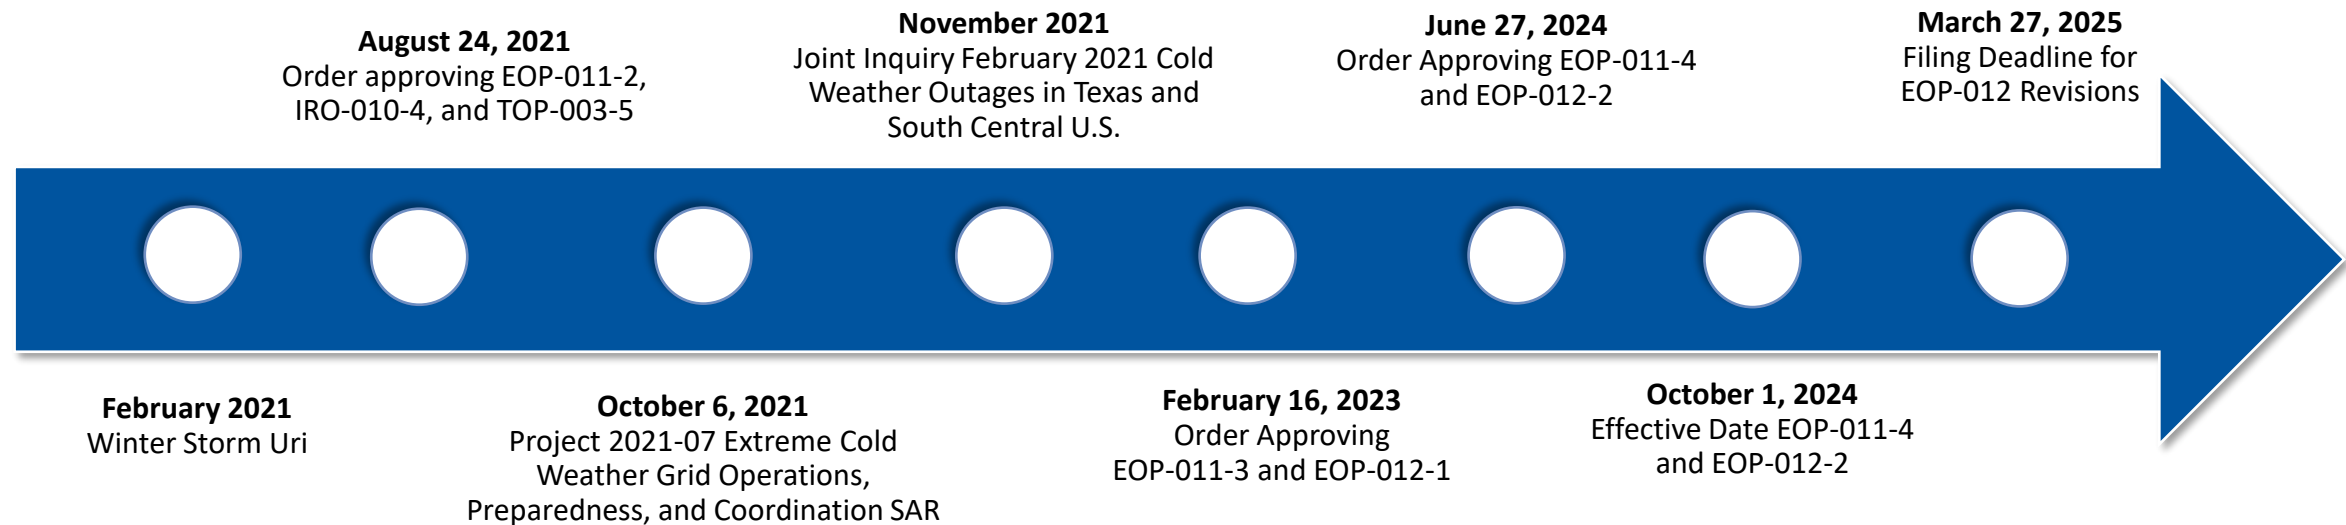 August 24, 2021
Order approving EOP-011-2,
IRO-010-4, and TOP-003-5
November 2021
Joint Inquiry February 2021 Cold
Weather Outages in Texas and
South Central U.S.
June 27, 2024
Order Approving EOP-011-4
and EOP-012-2
March 27, 2025
Filing Deadline for
EOP-012 Revisions
February 2021
Winter Storm Uri
October 6, 2021
Project 2021-07 Extreme Cold
Weather Grid Operations,
Preparedness, and Coordination SAR
February 16, 2023
Order Approving
EOP-011-3 and EOP-012-1
October 1, 2024
Effective Date EOP-011-4
and EOP-012-2